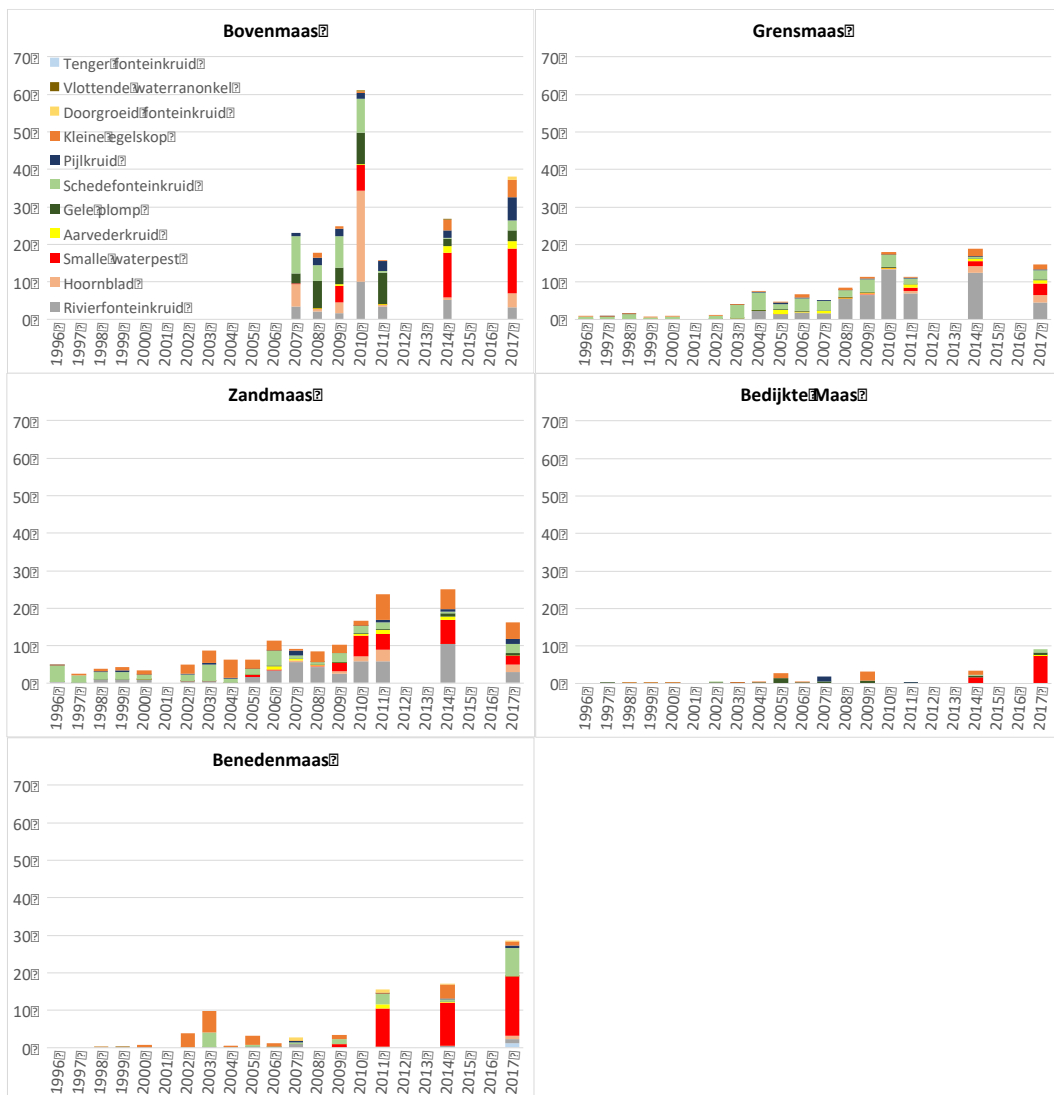 Bovenmaas
70
60
50
40
30
20
10
0
Tenger fonteinkruid
Vlottende waterranonkel
Doorgroeid fonteinkruid
Kleine egelskop
Pijlkruid
Schedefonteinkruid
Gele plomp
Aarvederkruid
Smalle waterpest
Hoornblad
Rivierfonteinkruid
1996 1997 1998 1999 2000 2001 2002 2003 2004 2005 2006 2007 2008 2009 2010 2011 2012 2013 2014 2015 2016 2017
Grensmaas
70
60
50
40
30
20
10
0
1996 1997 1998 1999 2000 2001 2002 2003 2004 2005 2006 2007 2008 2009 2010 2011 2012 2013 2014 2015 2016 2017
Zandmaas
70
60
50
40
30
20
10
0
1996 1997 1998 1999 2000 2001 2002 2003 2004 2005 2006 2007 2008 2009 2010 2011 2012 2013 2014 2015 2016 2017
Bedijkte Maas
70
60
50
40
30
20
10
0
1996 1997 1998 1999 2000 2001 2002 2003 2004 2005 2006 2007 2008 2009 2010 2011 2012 2013 2014 2015 2016 2017
Benedenmaas
70
60
50
40
30
20
10
0
1996 1997 1998 1999 2000 2001 2002 2003 2004 2005 2006 2007 2008 2009 2010 2011 2012 2013 2014 2015 2016 2017